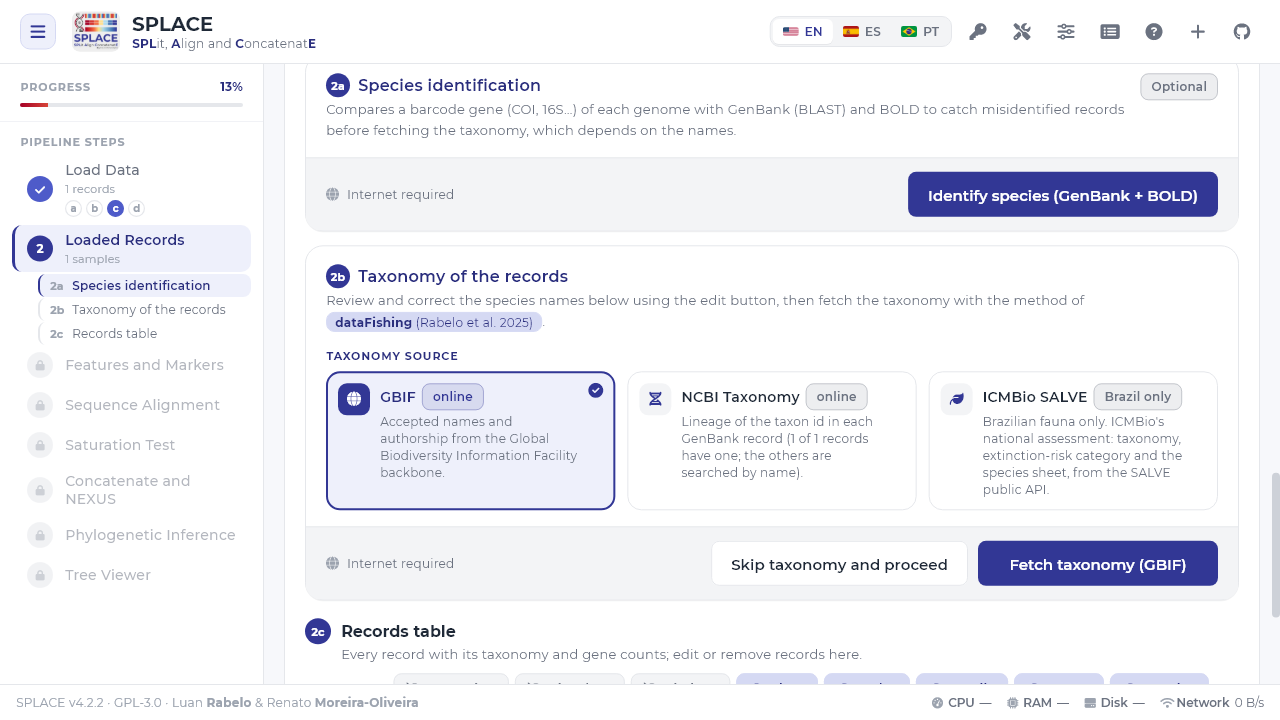 SPLACE
SPLit, Align and ConcatenatE
EN
ES
PT
PROGRESS
13%
PIPELINE STEPS
Load Data
1 records
a
b
c
d
2
Loaded Records
1 samples
2a Species identification
2b Taxonomy of the records
2c Records table
Features and Markers
Sequence Alignment
Saturation Test
Concatenate and
NEXUS
Phylogenetic Inference
Tree Viewer
2a Species identification
Optional
Compares a barcode gene (COI, 16S...) of each genome with GenBank (BLAST) and BOLD to catch misidentified records
before fetching the taxonomy, which depends on the names.
Internet required
Identify species (GenBank + BOLD)
2b Taxonomy of the records
Review and correct the species names below using the edit button, then fetch the taxonomy with the method of
dataFishing (Rabelo et al. 2025) .
TAXONOMY SOURCE
GBIF online
Accepted names and
authorship from the Global
Biodiversity Information Facility
backbone.
NCBI Taxonomy online
Lineage of the taxon id in each
GenBank record (1 of 1 records
have one; the others are
searched by name).
ICMBio SALVE Brazil only
Brazilian fauna only. ICMBio's
national assessment: taxonomy,
extinction-risk category and the
species sheet, from the SALVE
public API.
Internet required
Skip taxonomy and proceed
Fetch taxonomy (GBIF)
2c Records table
Every record with its taxonomy and gene counts; edit or remove records here.
SPLACE v4.2.2 · GPL-3.0 · Luan Rabelo & Renato Moreira-Oliveira
CPU —
RAM —
Disk —
Network 0 B/s